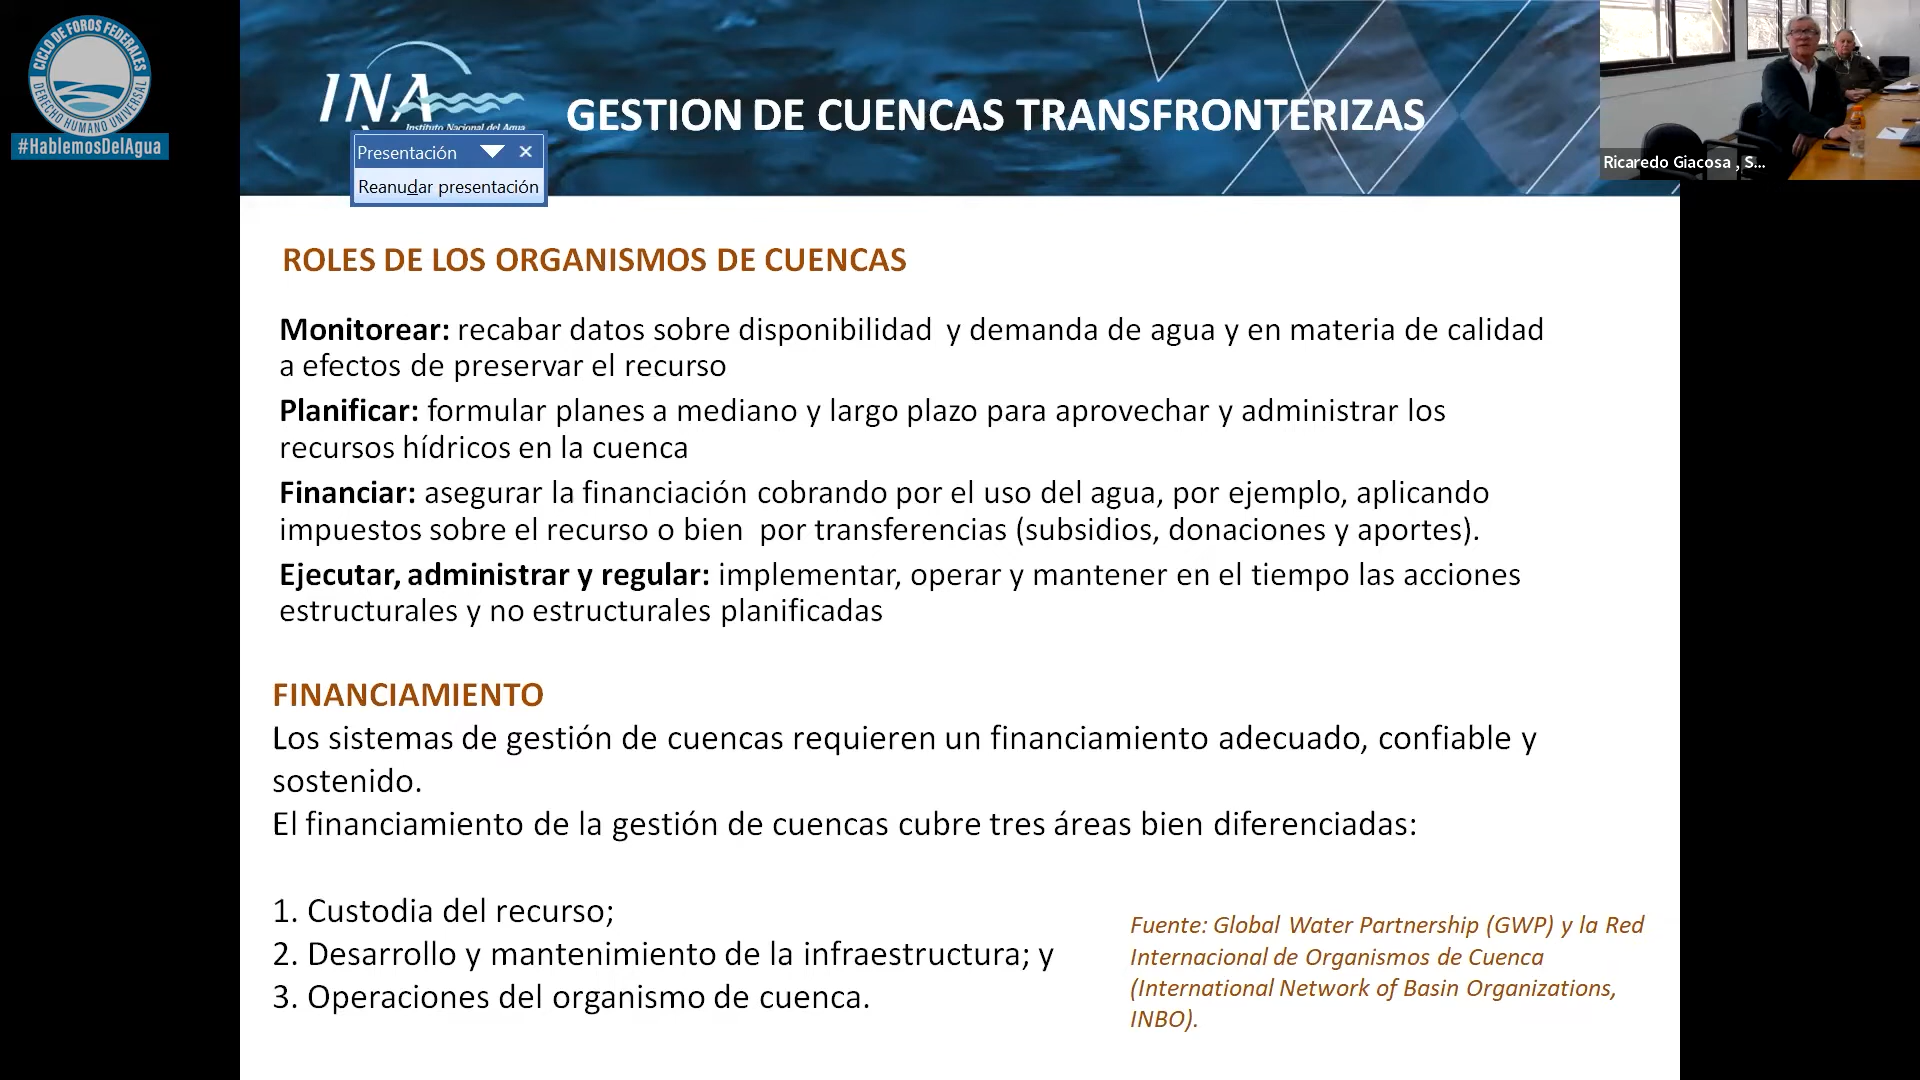 CICLO DE FOROS FEDERALES
DERECHO HUMANO UNIVERSAL
#HablemosDelAgua
INA
Instituto Nacional del Agua
GESTION DE CUENCAS TRANSFRONTERIZAS
Presentación
Reanudar presentación
Ricaredo Giacosa , S...
ROLES DE LOS ORGANISMOS DE CUENCAS
Monitorear: recabar datos sobre disponibilidad y demanda de agua y en materia de calidad
a efectos de preservar el recurso
Planificar: formular planes a mediano y largo plazo para aprovechar y administrar los
recursos hídricos en la cuenca
Financiar: asegurar la financiación cobrando por el uso del agua, por ejemplo, aplicando
impuestos sobre el recurso o bien por transferencias (subsidios, donaciones y aportes).
Ejecutar, administrar y regular: implementar, operar y mantener en el tiempo las acciones
estructurales y no estructurales planificadas
FINANCIAMIENTO
Los sistemas de gestión de cuencas requieren un financiamiento adecuado, confiable y
sostenido.
El financiamiento de la gestión de cuencas cubre tres áreas bien diferenciadas:
1. Custodia del recurso;
2. Desarrollo y mantenimiento de la infraestructura; y
3. Operaciones del organismo de cuenca.
Fuente: Global Water Partnership (GWP) y la Red
Internacional de Organismos de Cuenca
(International Network of Basin Organizations,
INBO).